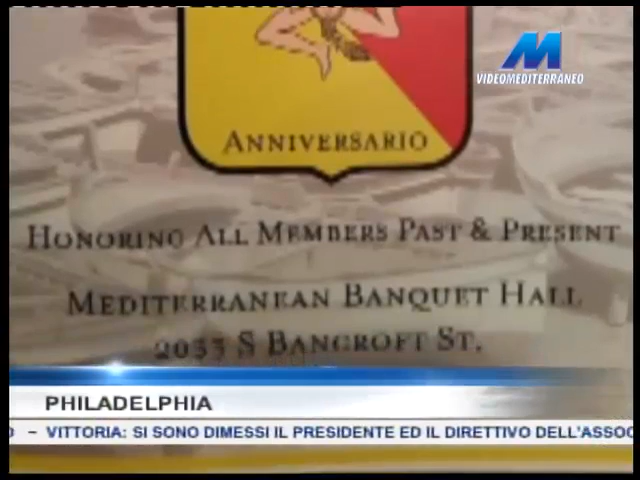 M
VIDEOMEDITERRANEO
ANNIVERSARIO
HONORING ALL MEMBERS PAST & PRESENT
MEDITERRANEAN BANQUET HALL
2033 S BANCROFT ST.
PHILADELPHIA
O – VITTORIA: SI SONO DIMESSI IL PRESIDENTE ED IL DIRETTIVO DELL'ASSOC